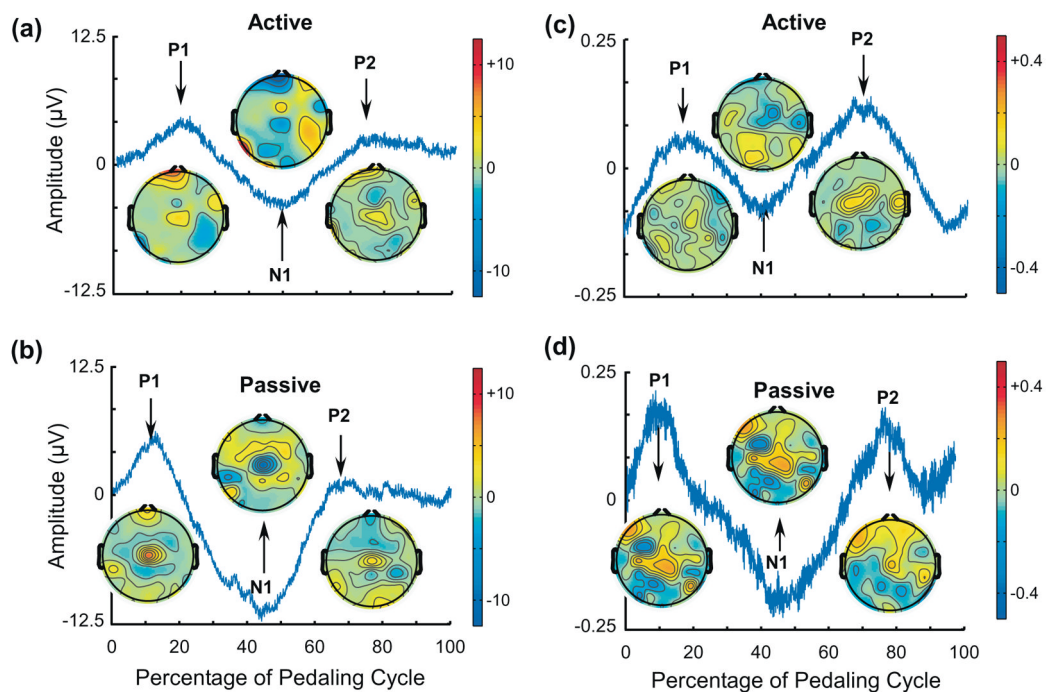 (a)
Active
12.5
P1
P2
+10
Amplitude (µV)
0
0
N1
-10
-12.5
(c)
Active
0.25
P1
P2
+0.4
0
0
N1
-0.4
-0.25
(b)
12.5
Passive
P1
P2
+10
Amplitude (µV)
0
0
N1
-10
-12.5
0 20 40 60 80 100
Percentage of Pedaling Cycle
(d)
0.25
P1
Passive
P2
+0.4
0
0
N1
-0.4
-0.25
0 20 40 60 80 100
Percentage of Pedaling Cycle